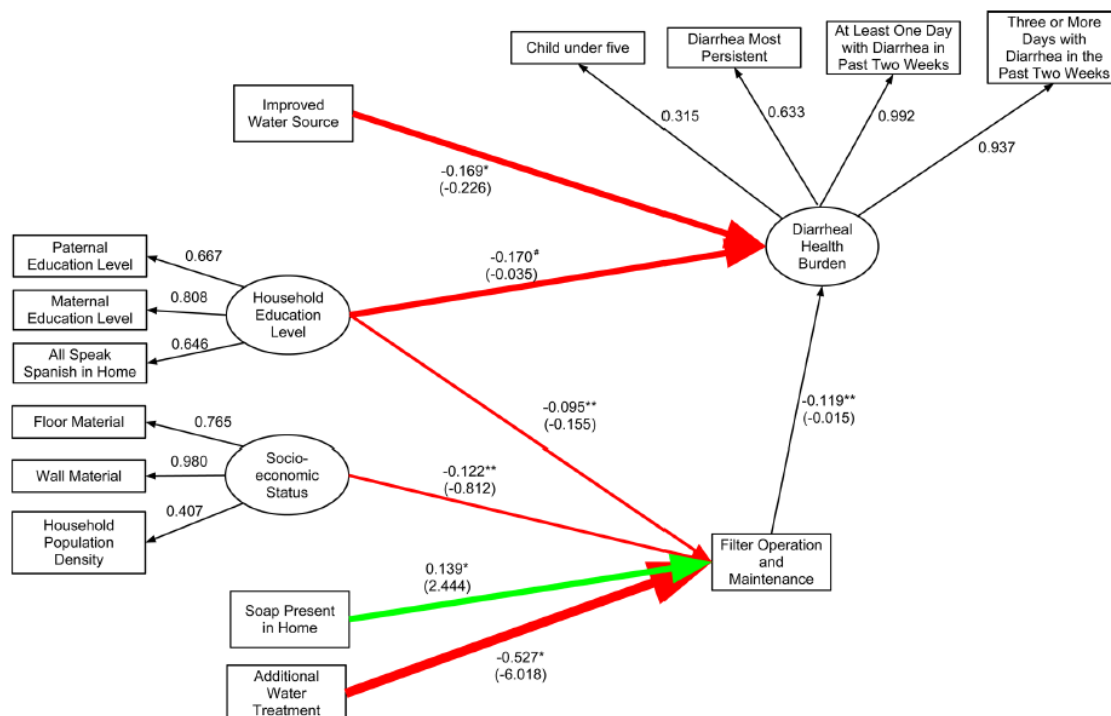 Child under five
Diarrhea Most
Persistent
At Least One Day
with Diarrhea in
Past Two Weeks
Three or More
Days with
Diarrhea in the
Past Two Weeks
Improved
Water Source
0.315
0.633
0.992
0.937
-0.169*
(-0.226)
Diarrheal
Health
Burden
Paternal
Education Level
0.667
Maternal
Education Level
0.808
All Speak
Spanish in Home
0.646
Household
Education
Level
-0.170#
(-0.035)
-0.095**
(-0.155)
-0.119**
(-0.015)
Floor Material
0.765
Wall Material
0.980
Household
Population
Density
0.407
Socio-
economic
Status
-0.122**
(-0.812)
Filter Operation
and
Maintenance
Soap Present
in Home
0.139*
(2.444)
Additional
Water
Treatment
-0.527*
(-6.018)